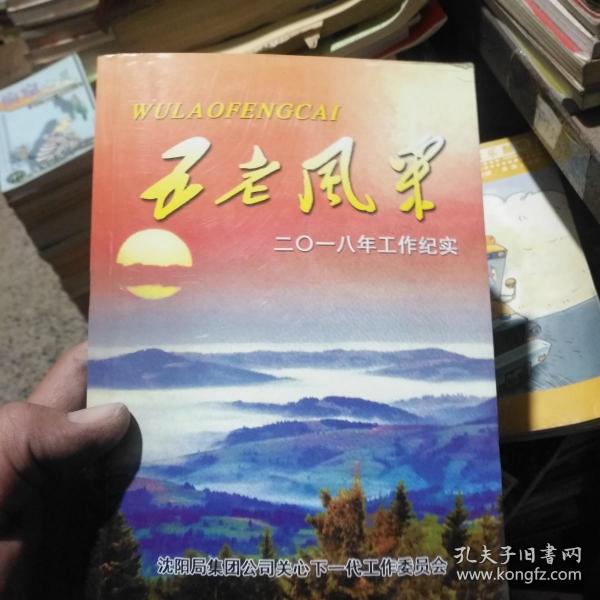 WULAOFENGCAI
五老风采
二〇一八年工作纪实
沈阳局集团公司关心下一代工作委员会
孔夫子旧书网
www.kongfz.com